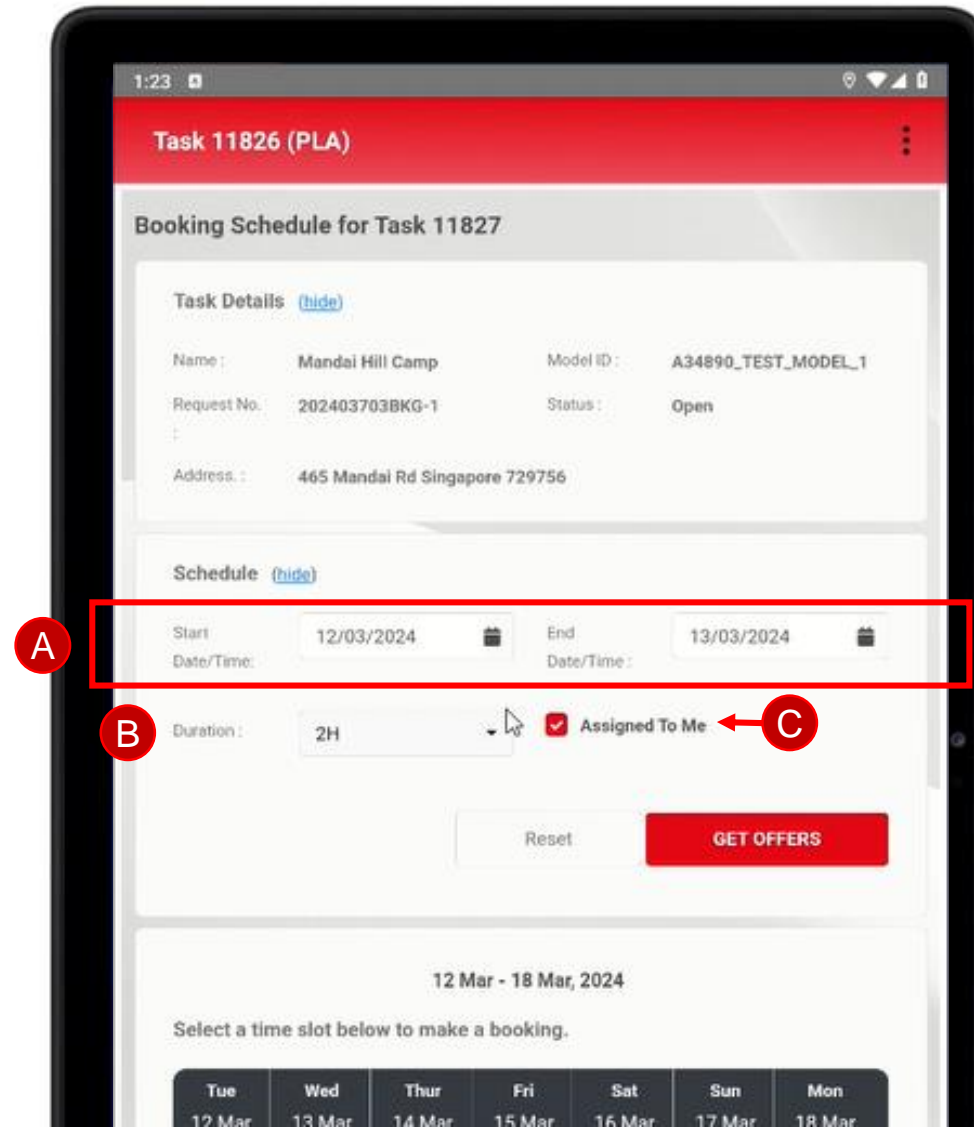 1:23
Task 11826 (PLA)
Booking Schedule for Task 11827
Task Details (hide)
Name : Mandai Hill Camp Model ID : A34890_TEST_MODEL_1
Request No. : 202403703BKG-1 Status : Open
Address. : 465 Mandai Rd Singapore 729756
Schedule (hide)
A Start Date/Time: 12/03/2024 End Date/Time : 13/03/2024
B Duration : 2H Assigned To Me C
Reset GET OFFERS
12 Mar - 18 Mar, 2024
Select a time slot below to make a booking.
Tue Wed Thur Fri Sat Sun Mon
12 Mar 13 Mar 14 Mar 15 Mar 16 Mar 17 Mar 18 Mar